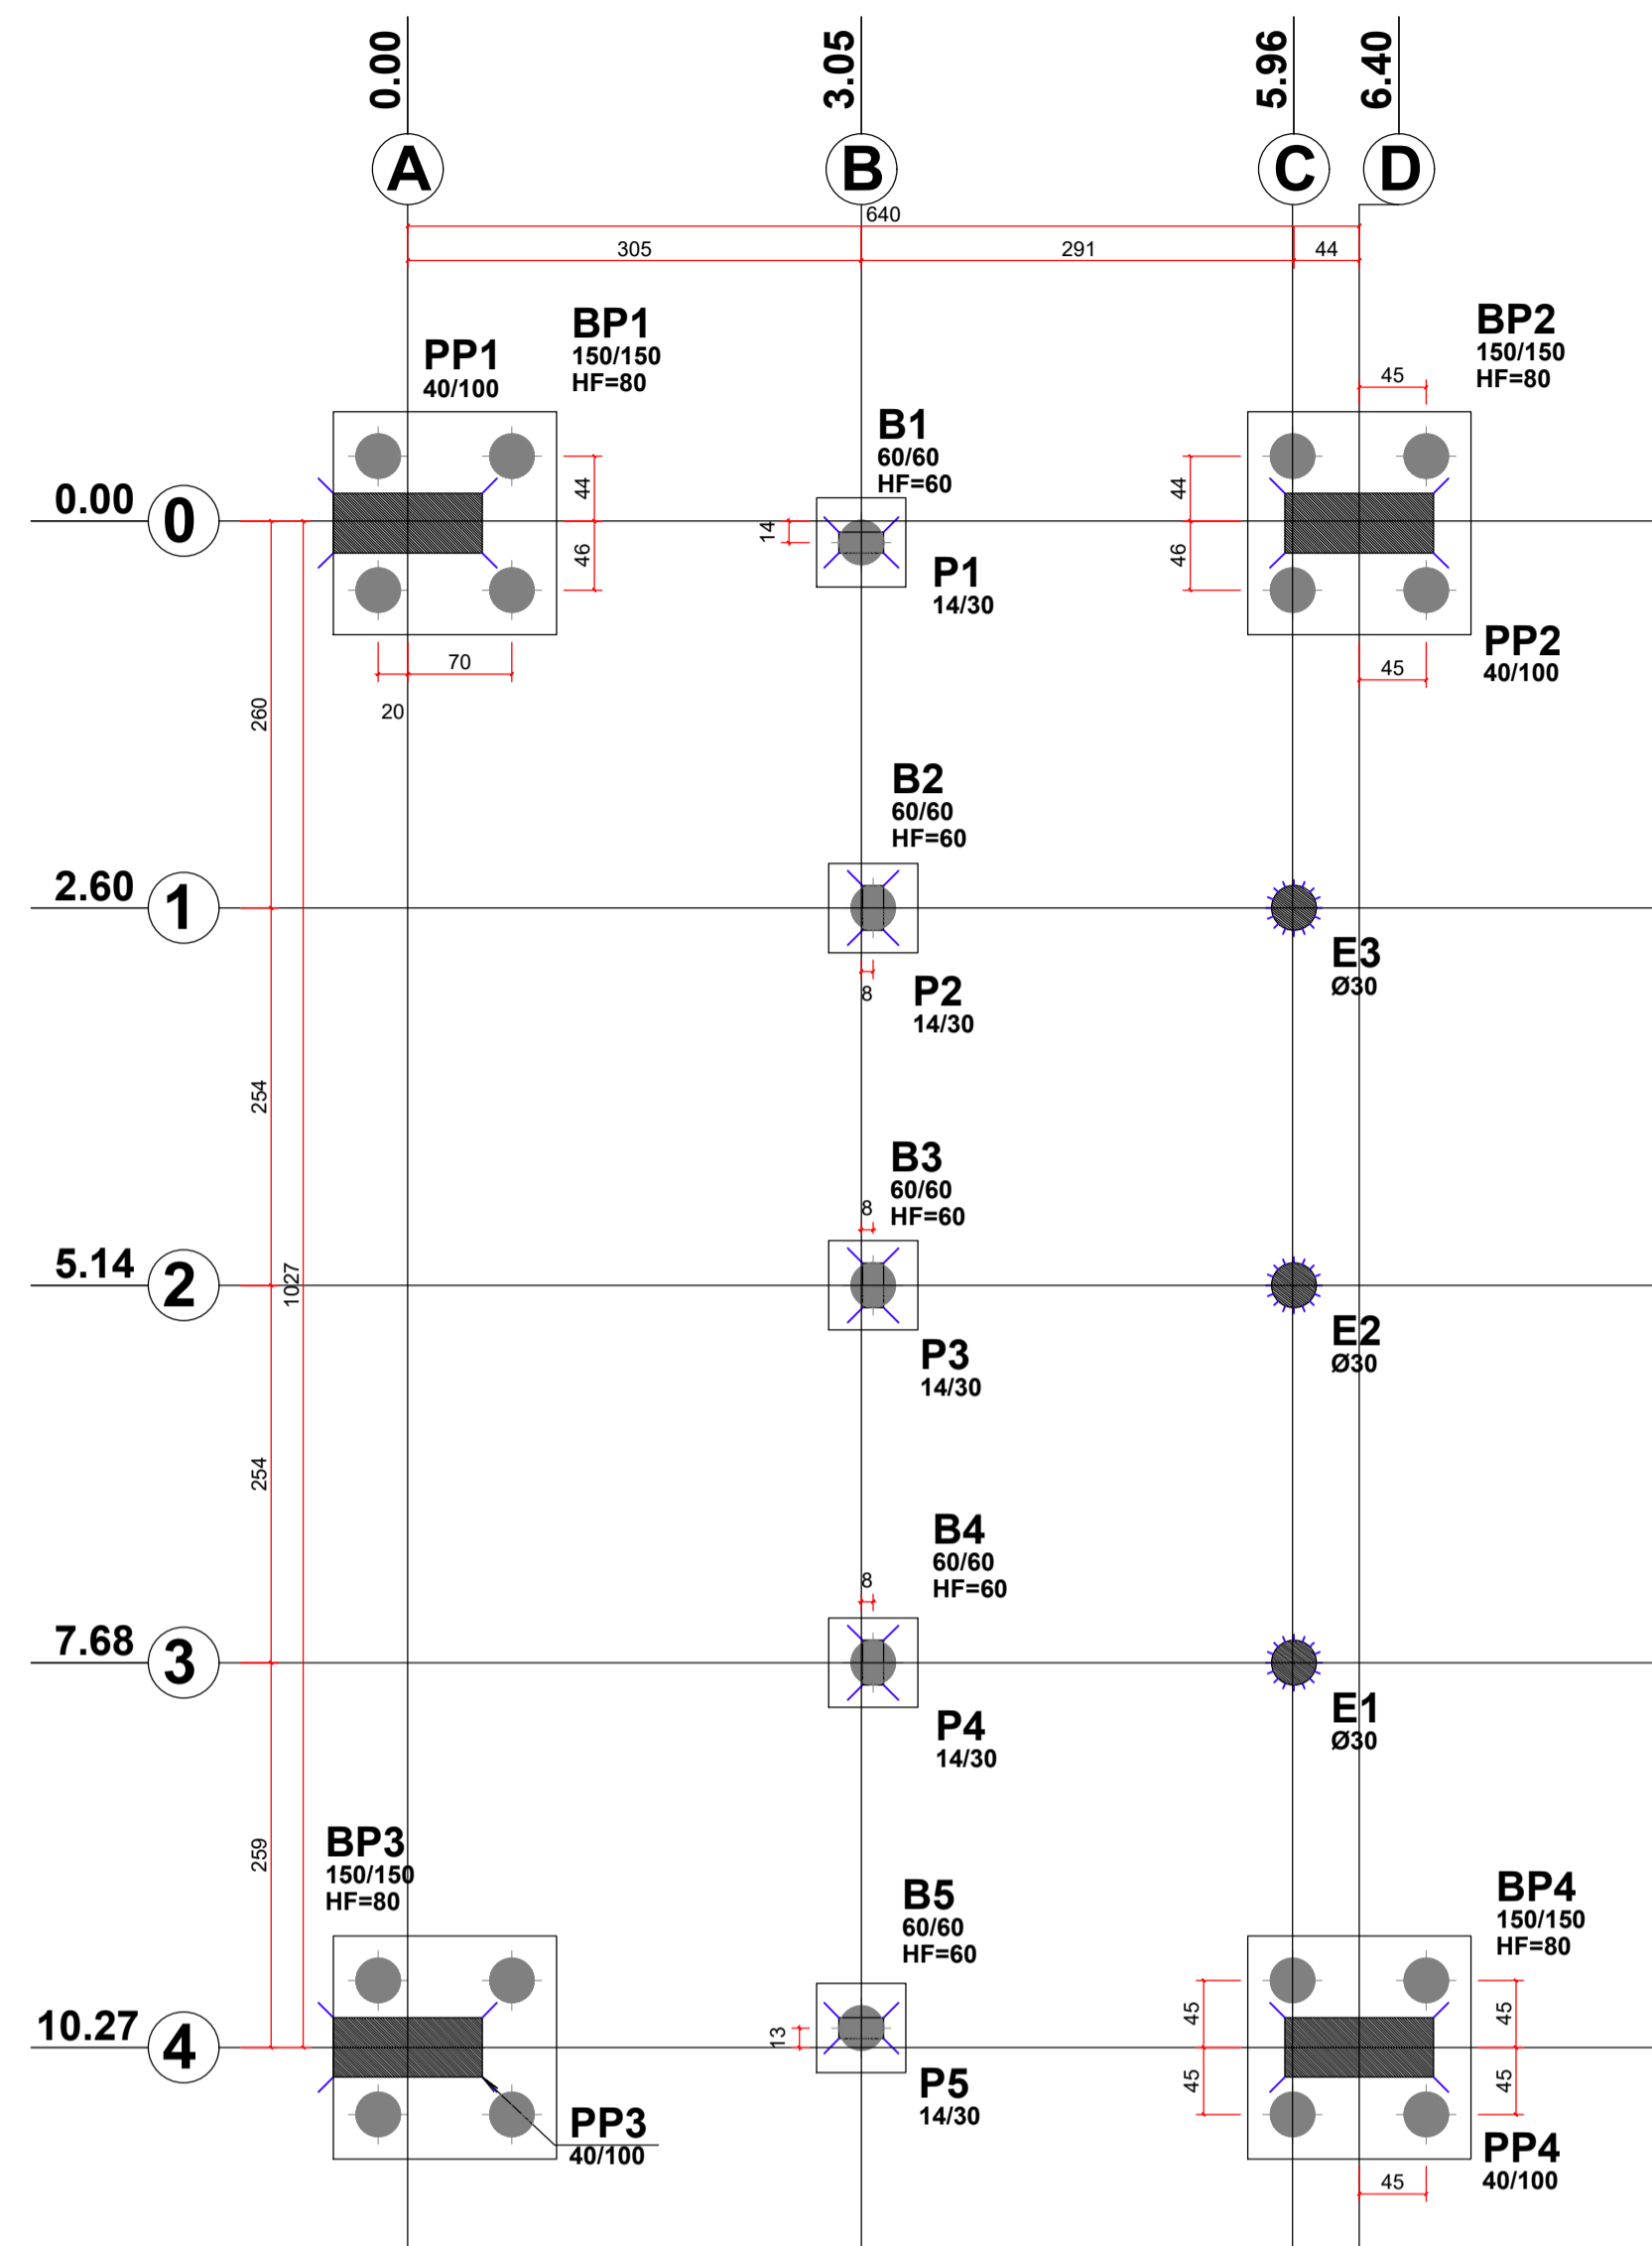 0.00
3.05
5.96
6.40
A
B
C
D
640
305
291
44
BP1
150/150
HF=80
PP1
40/100
BP2
150/150
HF=80
45
B1
60/60
HF=60
0.00
0
44
46
14
44
46
P1
14/30
PP2
40/100
70
20
45
260
B2
60/60
HF=60
2.60
1
E3
Ø30
8
P2
14/30
254
B3
60/60
HF=60
8
5.14
2
1027
E2
Ø30
P3
14/30
254
B4
60/60
HF=60
8
7.68
3
E1
Ø30
P4
14/30
259
BP3
150/150
HF=80
B5
60/60
HF=60
BP4
150/150
HF=80
10.27
4
13
45
45
45
45
P5
14/30
PP3
40/100
PP4
40/100
45